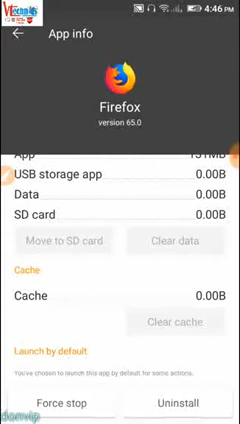 4:46 PM
App info
Firefox
version 65.0
App 131MB
USB storage app 0.00B
Data 0.00B
SD card 0.00B
Move to SD card Clear data
Cache
Cache 0.00B
Clear cache
Launch by default
You've chosen to launch this app by default for some actions.
Force stop Uninstall